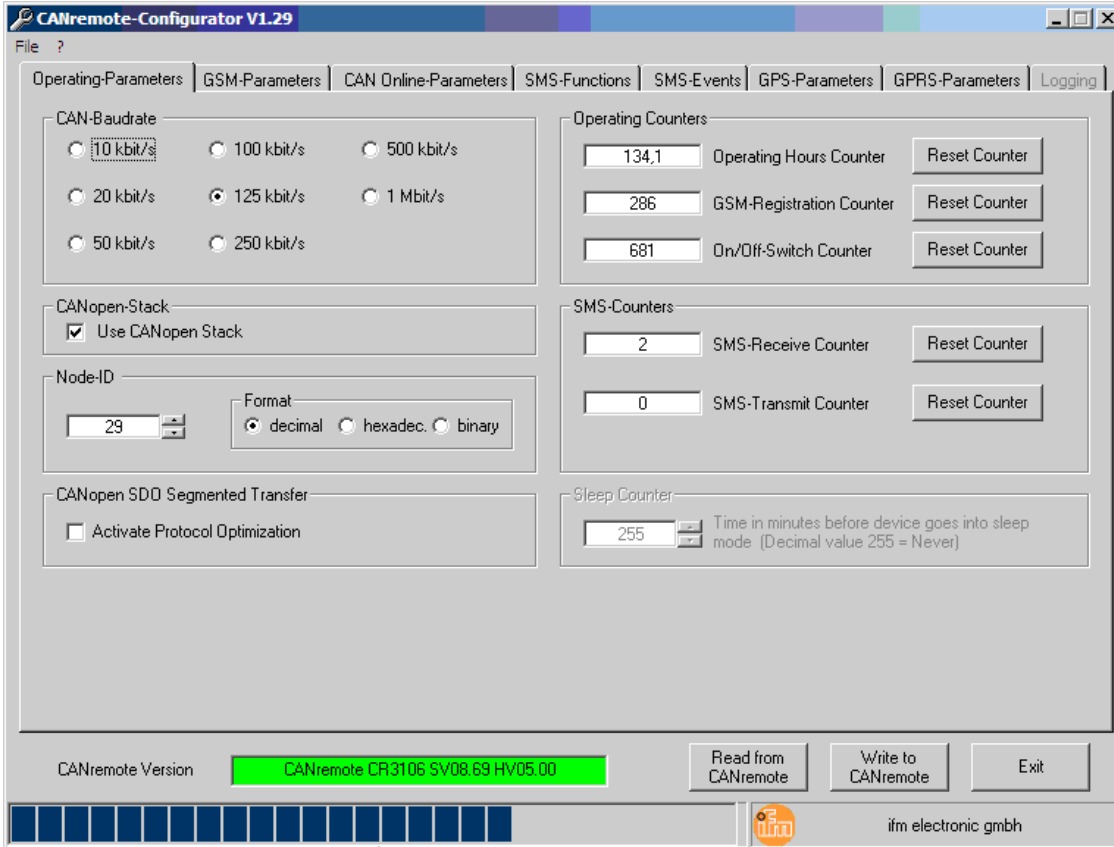 CANremote-Configurator V1.29
File ?
Operating-Parameters GSM-Parameters CAN Online-Parameters SMS-Functions SMS-Events GPS-Parameters GPRS-Parameters Logging
CAN-Baudrate
10 kbit/s 100 kbit/s 500 kbit/s
20 kbit/s 125 kbit/s 1 Mbit/s
50 kbit/s 250 kbit/s
CANopen-Stack
Use CANopen Stack
Node-ID
29
Format
decimal hexadec. binary
CANopen SDO Segmented Transfer
Activate Protocol Optimization
Operating Counters
134,1 Operating Hours Counter Reset Counter
286 GSM-Registration Counter Reset Counter
681 On/Off-Switch Counter Reset Counter
SMS-Counters
2 SMS-Receive Counter Reset Counter
0 SMS-Transmit Counter Reset Counter
Sleep Counter
255
Time in minutes before device goes into sleep
mode (Decimal value 255 = Never)
CANremote Version
CANremote CR3106 SV08.69 HV05.00
Read from
CANremote
Write to
CANremote
Exit
ifm
ifm electronic gmbh